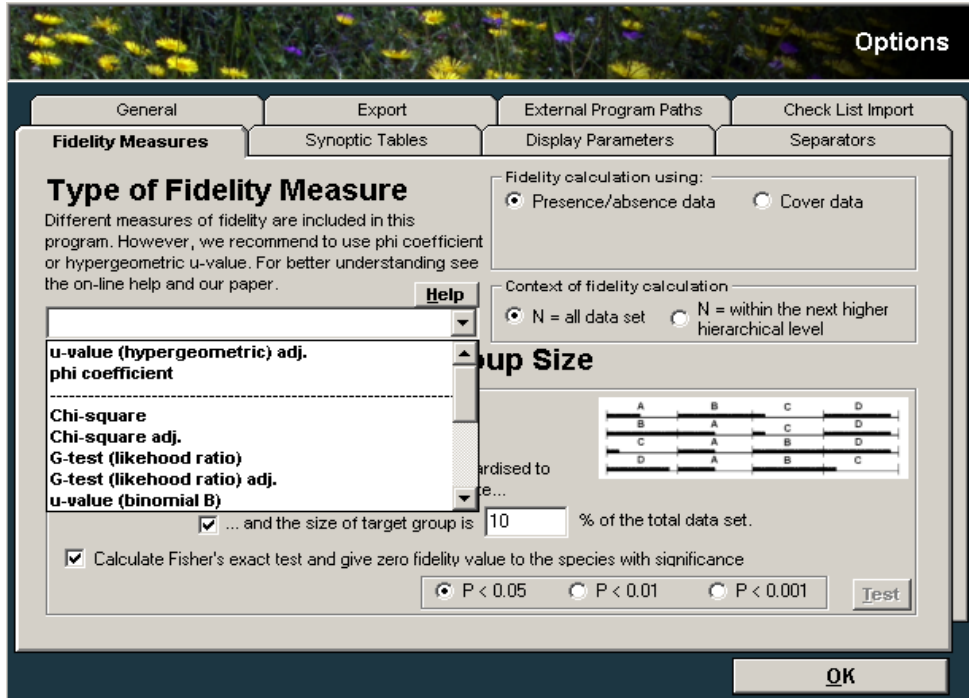 Options
General
Export
External Program Paths
Check List Import
Fidelity Measures
Synoptic Tables
Display Parameters
Separators
Type of Fidelity Measure
Different measures of fidelity are included in this
program. However, we recommend to use phi coefficient
or hypergeometric u-value. For better understanding see
the on-line help and our paper.
Help
Fidelity calculation using:
Presence/absence data
Cover data
Context of fidelity calculation
N = all data set
N = within the next higher
hierarchical level
u-value (hypergeometric) adj.
phi coefficient
Chi-square
Chi-square adj.
G-test (likehood ratio)
G-test (likehood ratio) adj.
u-value (binomial B)
up Size
A B C D
B A C D
C A B D
D A B C
ardised to
e...
... and the size of target group is 10 % of the total data set.
Calculate Fisher's exact test and give zero fidelity value to the species with significance
P < 0.05
P < 0.01
P < 0.001
Test
OK